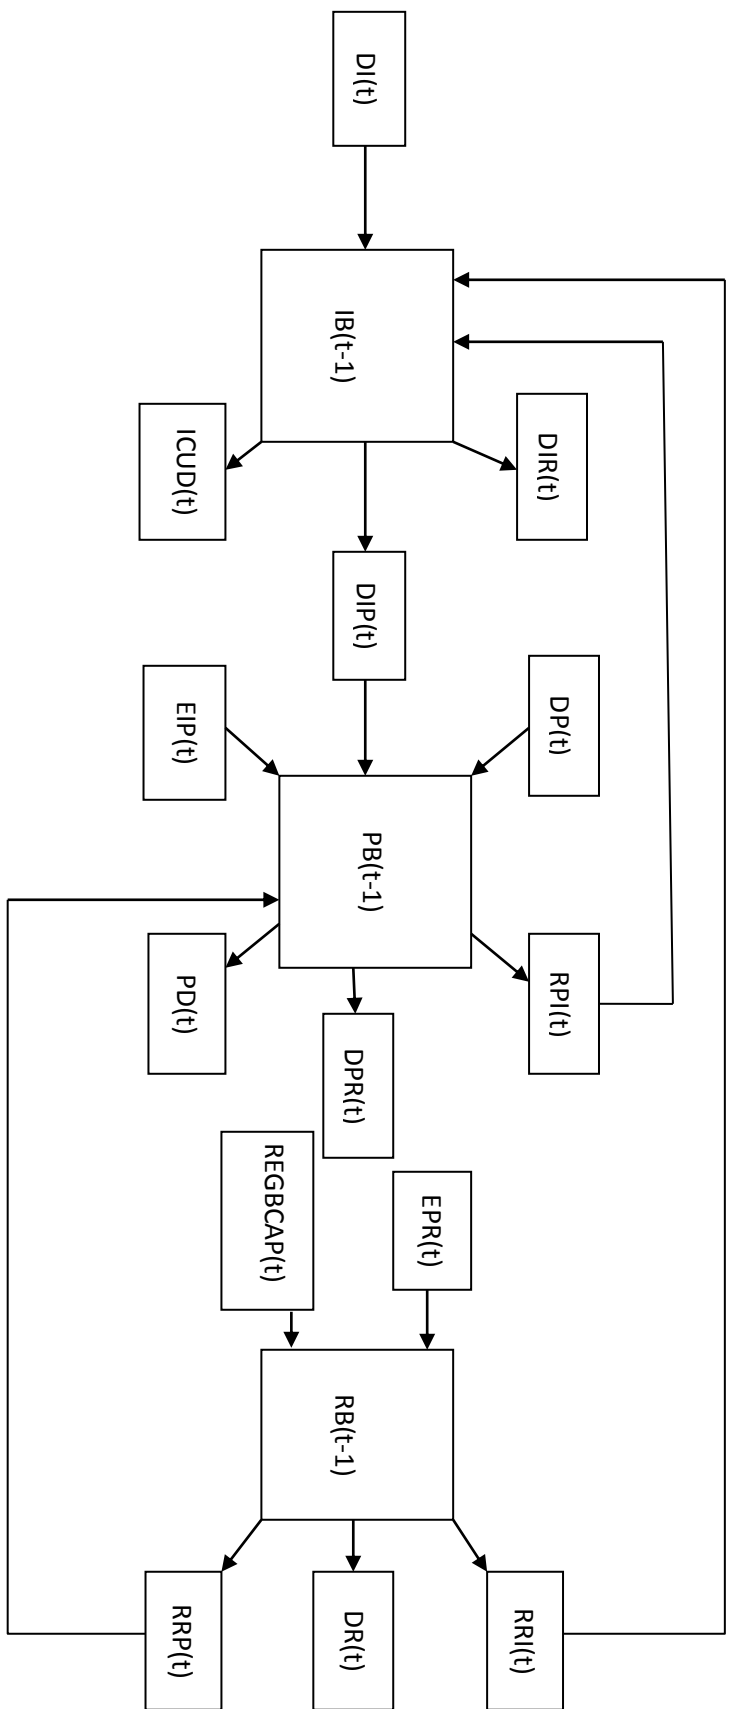 DI(t)
IB(t-1)
ICUD(t)
DIR(t)
DIP(t)
EIP(t)
DP(t)
PB(t-1)
PD(t)
RPI(t)
DPR(t)
REGBCAP(t)
EPR(t)
RB(t-1)
RRP(t)
DR(t)
RRI(t)